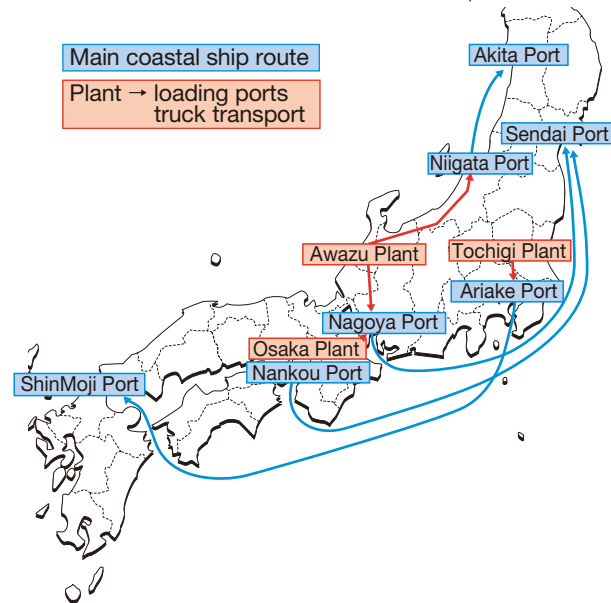 Akita Port
Main coastal ship route
Plant → loading ports
truck transport
Sendai Port
Niigata Port
Awazu Plant
Tochigi Plant
Ariake Port
Nagoya Port
Osaka Plant
Nankou Port
ShinMoji Port